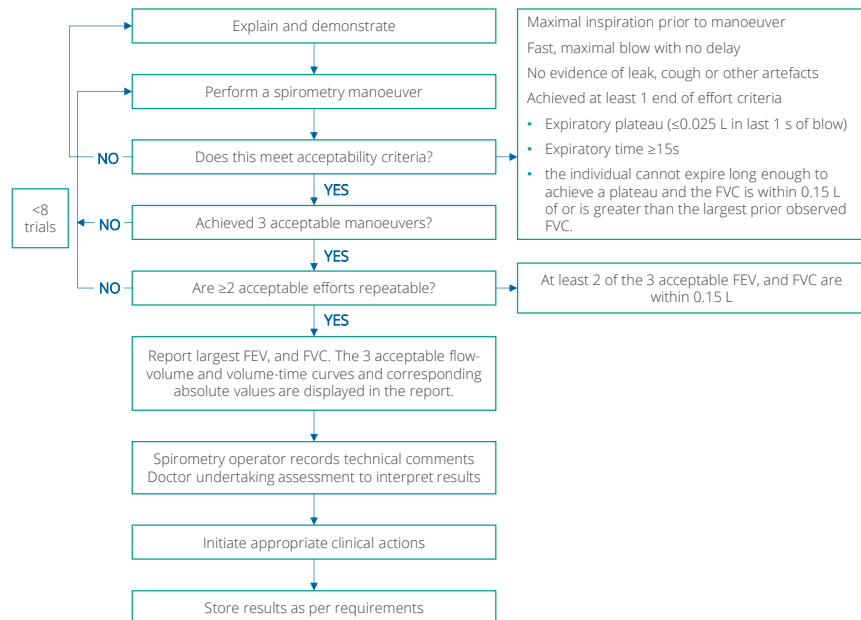 Explain and demonstrate
Perform a spirometry manoeuver
NO
Does this meet acceptability criteria?
YES
<8
trials
NO
Achieved 3 acceptable manoeuvers?
YES
NO
Are ≥2 acceptable efforts repeatable?
YES
Report largest FEV, and FVC. The 3 acceptable flow-
volume and volume-time curves and corresponding
absolute values are displayed in the report.
Spirometry operator records technical comments
Doctor undertaking assessment to interpret results
Initiate appropriate clinical actions
Store results as per requirements
Maximal inspiration prior to manoeuver
Fast, maximal blow with no delay
No evidence of leak, cough or other artefacts
Achieved at least 1 end of effort criteria
• Expiratory plateau (≤0.025 L in last 1 s of blow)
• Expiratory time ≥15s
• the individual cannot expire long enough to
achieve a plateau and the FVC is within 0.15 L
of or is greater than the largest prior observed
FVC.
At least 2 of the 3 acceptable FEV, and FVC are
within 0.15 L